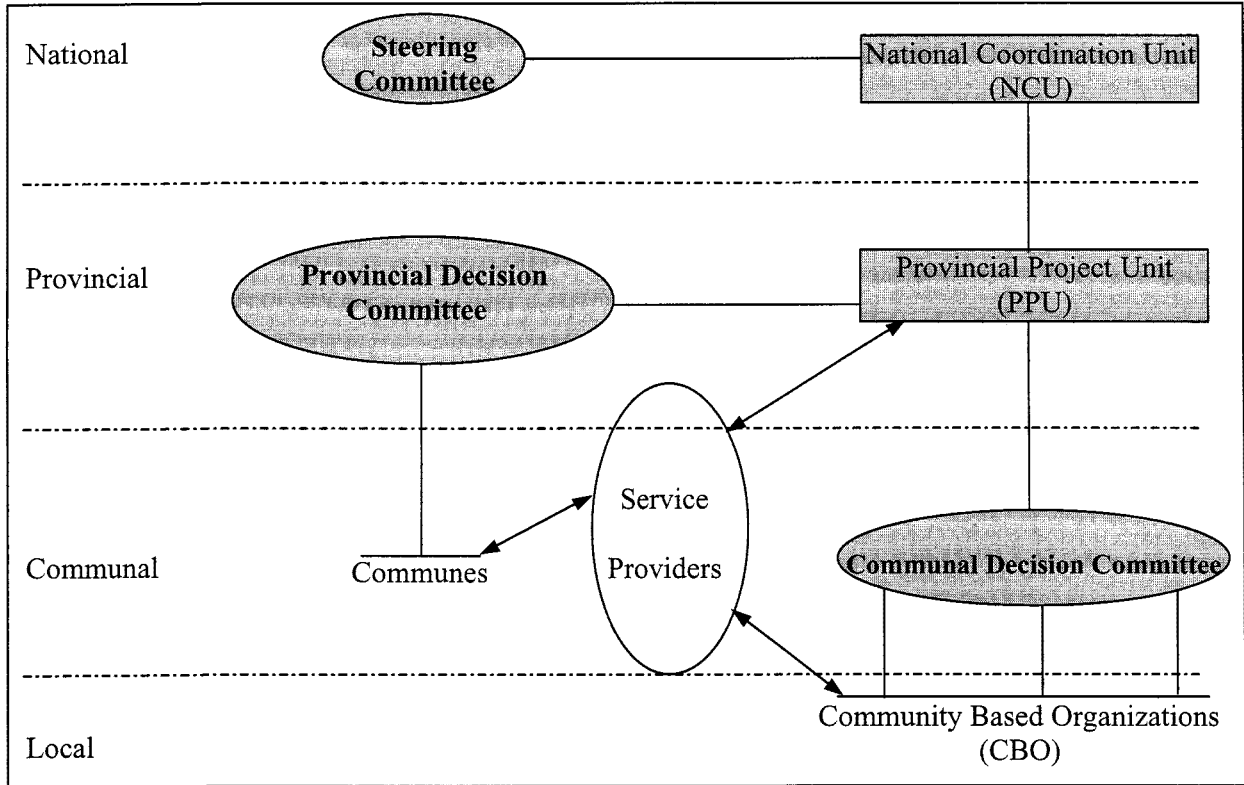 National
Steering
Committee
National Coordination Unit
(NCU)
Provincial
Provincial Decision
Committee
Provincial Project Unit
(PPU)
Service
Providers
Communal
Communes
Communal Decision Committee
Community Based Organizations
(CBO)
Local